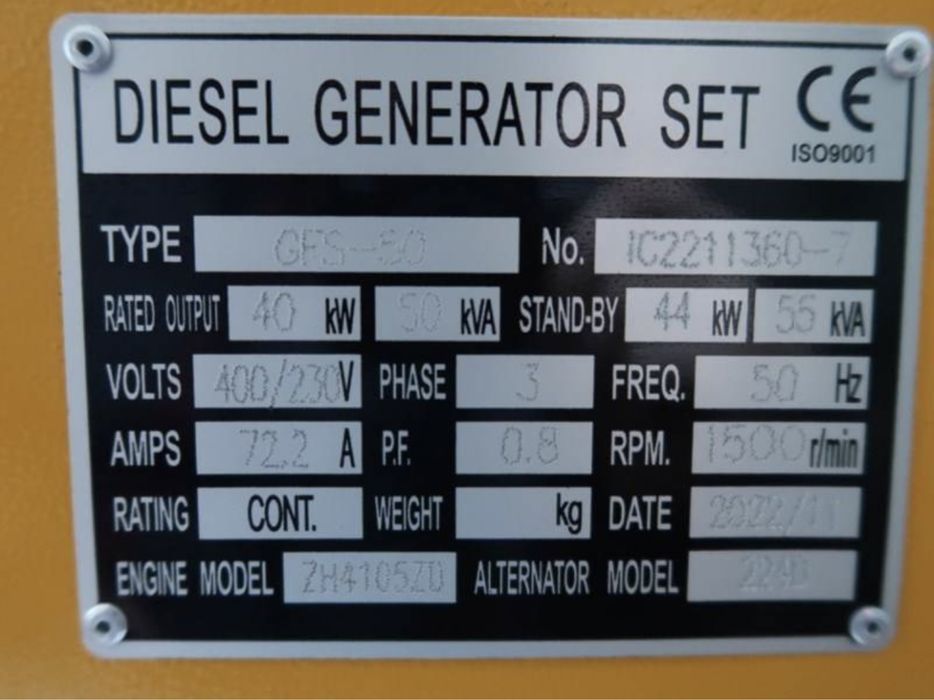 DIESEL GENERATOR SET CE
ISO9001
TYPE GFS-50 No. IC2211360-7
RATED OUTPUT 40 kW 50 kVA STAND-BY 44 kW 55 kVA
VOLTS 400/230V PHASE 3 FREQ. 50 Hz
AMPS 72.2 A P.F. 0.8 RPM. 1500 r/min
RATING CONT. WEIGHT kg DATE 2022/11
ENGINE MODEL ZH4105ZD ALTERNATOR MODEL 224D